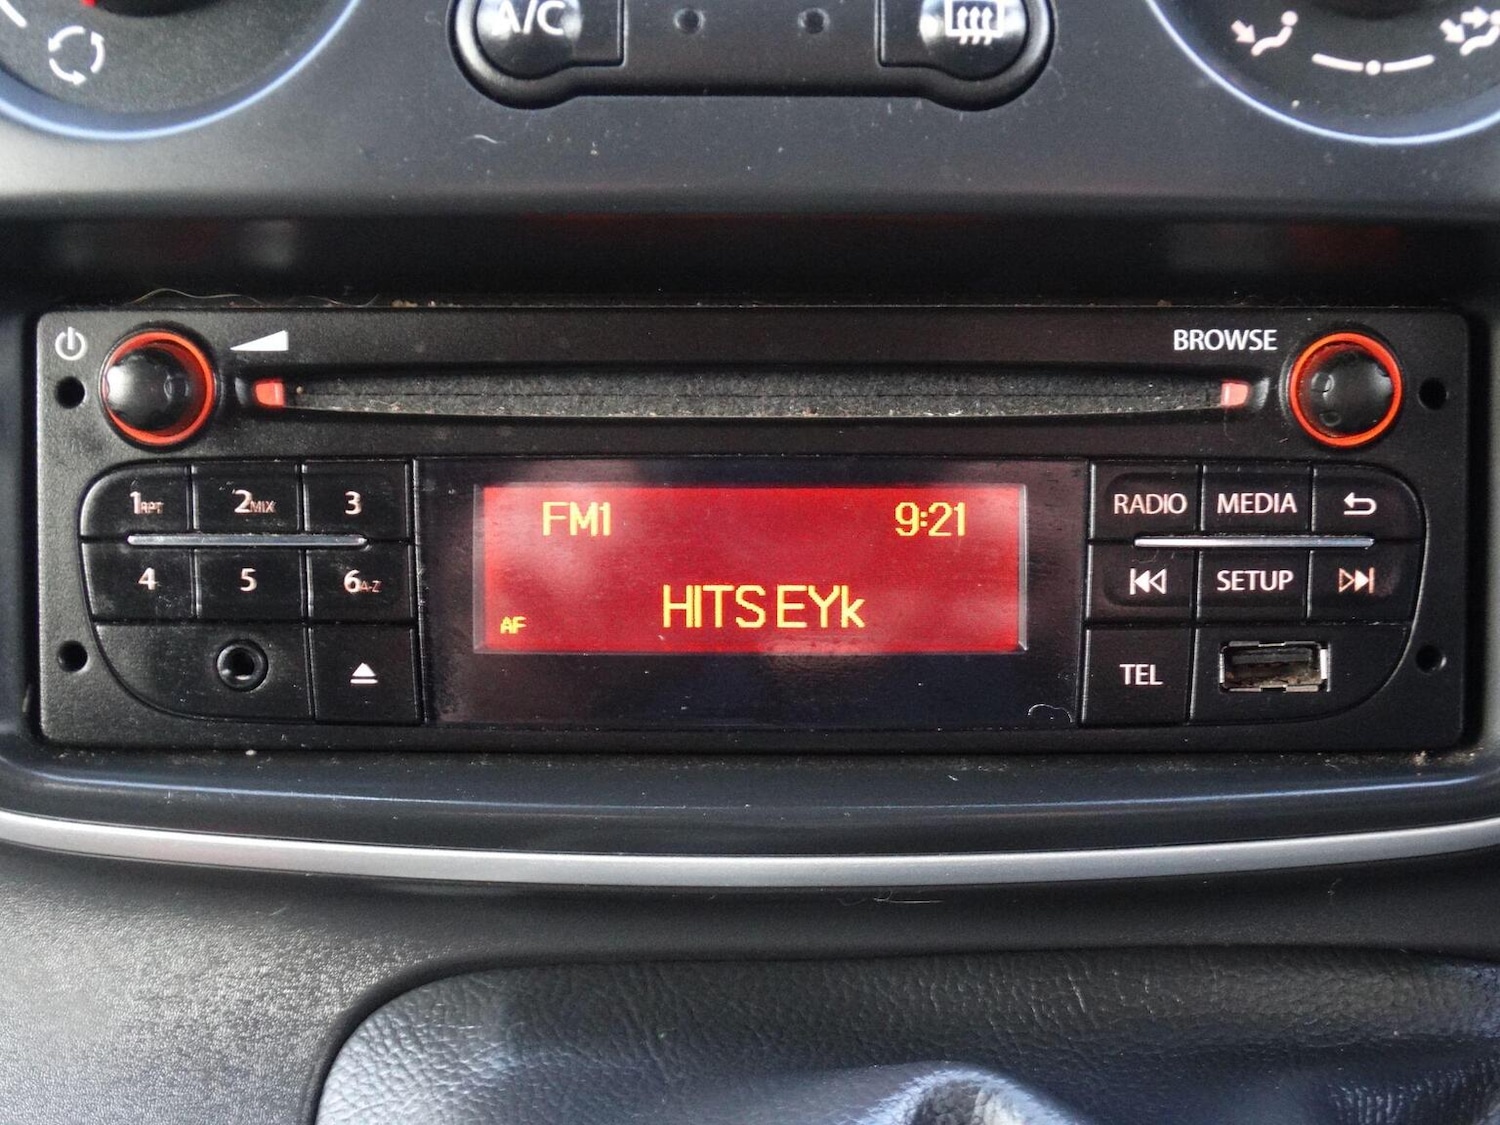 A/C
BROWSE
1RPT 2MIX 3
4 5 6A-Z
FM1 9:21
HITS EYk
AF
RADIO MEDIA
SETUP
TEL